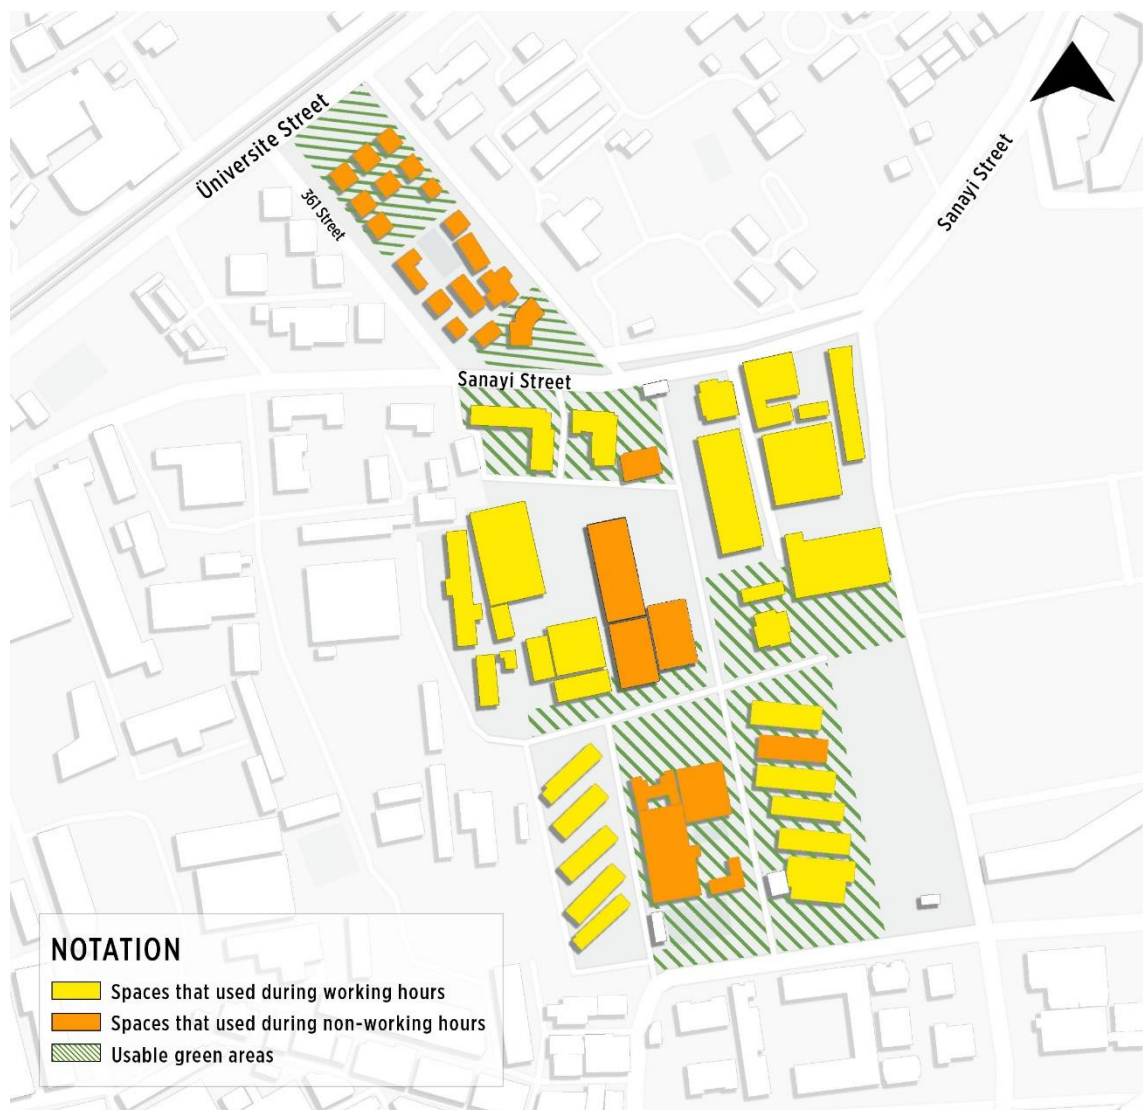 Üniversite Street
361 Street
Sanayi Street
Sanayi Street
NOTATION
Spaces that used during working hours
Spaces that used during non-working hours
Usable green areas